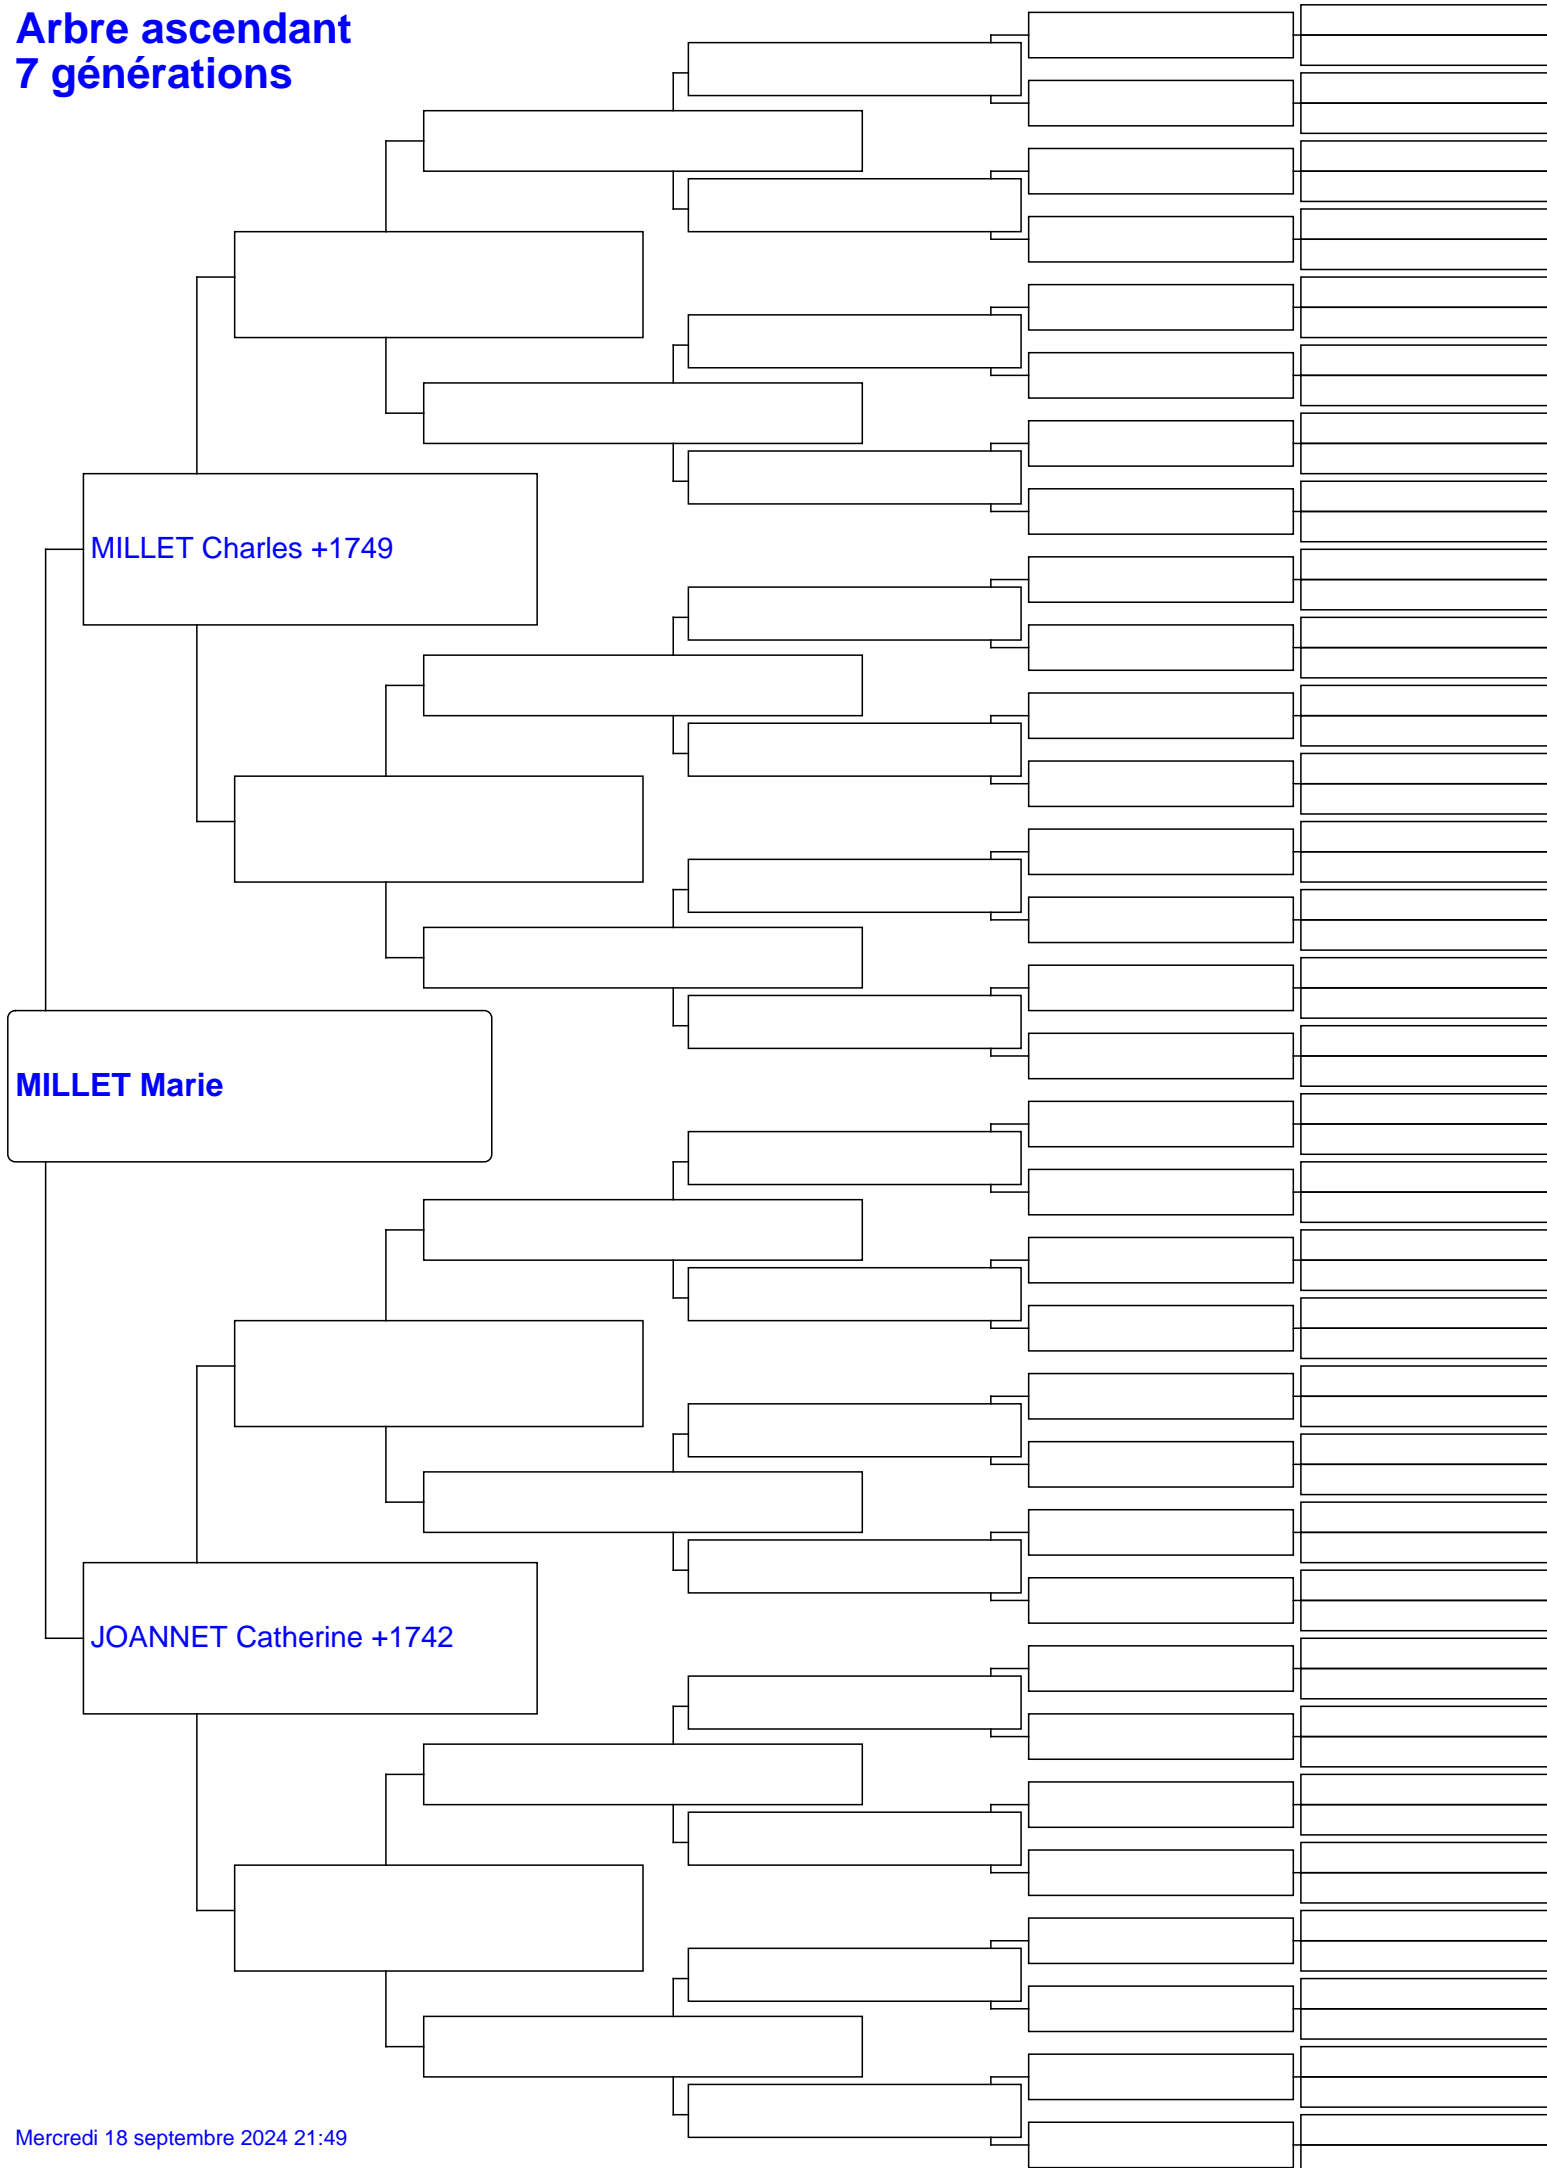 Arbre ascendant
7 générations
MILLET Charles +1749
MILLET Marie
JOANNET Catherine +1742
Mercredi 18 septembre 2024 21:49